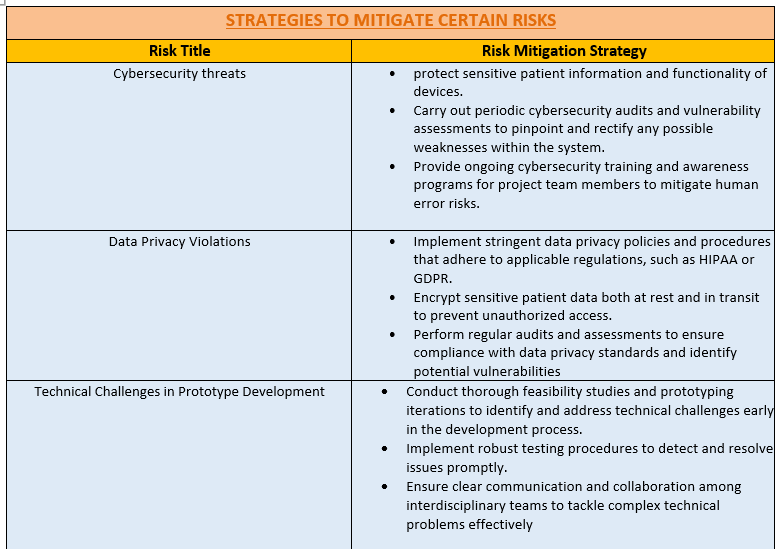 STRATEGIES TO MITIGATE CERTAIN RISKS
Risk Title
Risk Mitigation Strategy
Cybersecurity threats
• protect sensitive patient information and functionality of
devices.
• Carry out periodic cybersecurity audits and vulnerability
assessments to pinpoint and rectify any possible
weaknesses within the system.
• Provide ongoing cybersecurity training and awareness
programs for project team members to mitigate human
error risks.
Data Privacy Violations
• Implement stringent data privacy policies and procedures
that adhere to applicable regulations, such as HIPAA or
GDPR.
• Encrypt sensitive patient data both at rest and in transit
to prevent unauthorized access.
• Perform regular audits and assessments to ensure
compliance with data privacy standards and identify
potential vulnerabilities
Technical Challenges in Prototype Development
• Conduct thorough feasibility studies and prototyping
iterations to identify and address technical challenges early
in the development process.
• Implement robust testing procedures to detect and resolve
issues promptly.
• Ensure clear communication and collaboration among
interdisciplinary teams to tackle complex technical
problems effectively